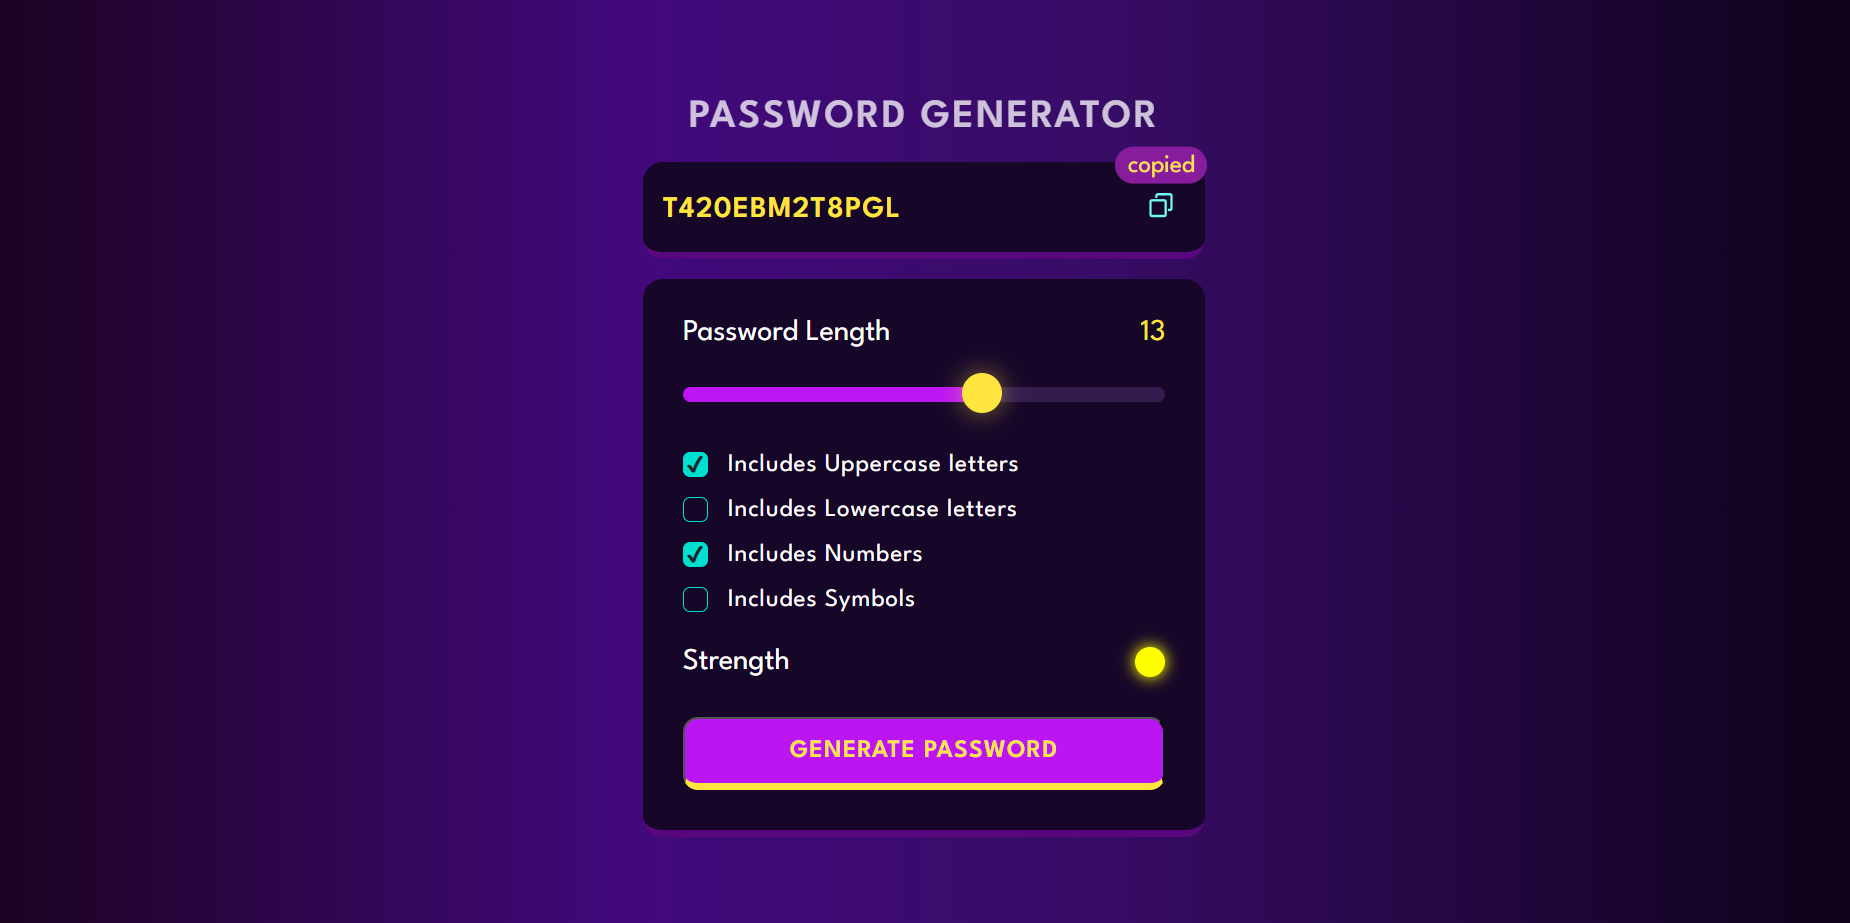 PASSWORD GENERATOR
copied
T420EBM2T8PGL
Password Length 13
Includes Uppercase letters
Includes Lowercase letters
Includes Numbers
Includes Symbols
Strength
GENERATE PASSWORD